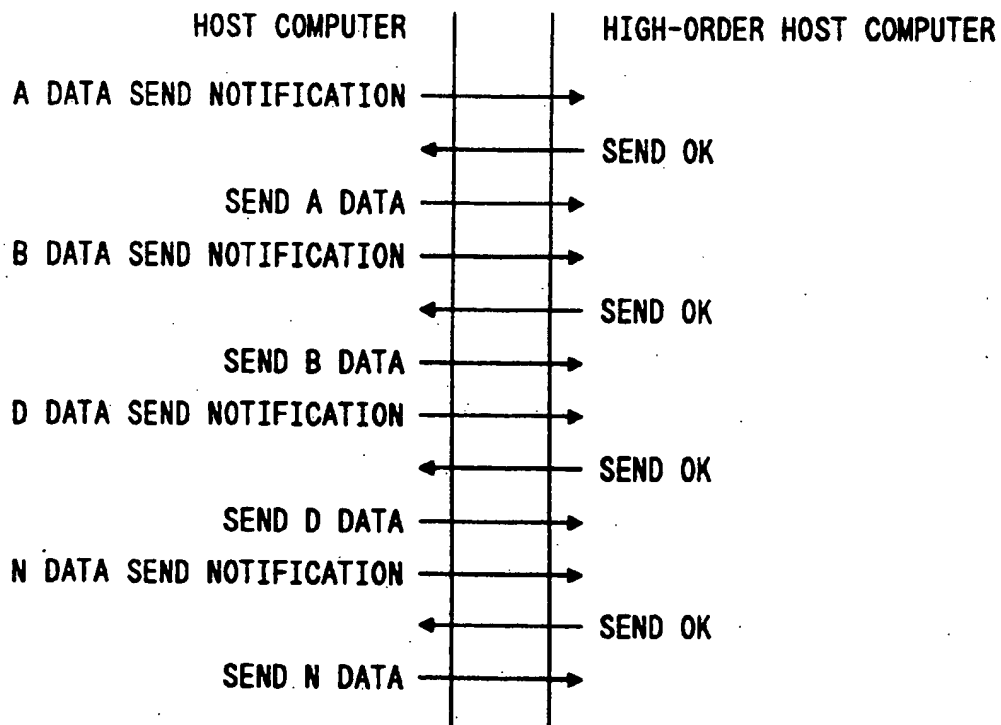 HOST COMPUTER HIGH-ORDER HOST COMPUTER
A DATA SEND NOTIFICATION
SEND OK
SEND A DATA
B DATA SEND NOTIFICATION
SEND OK
SEND B DATA
D DATA SEND NOTIFICATION
SEND OK
SEND D DATA
N DATA SEND NOTIFICATION
SEND OK
SEND N DATA